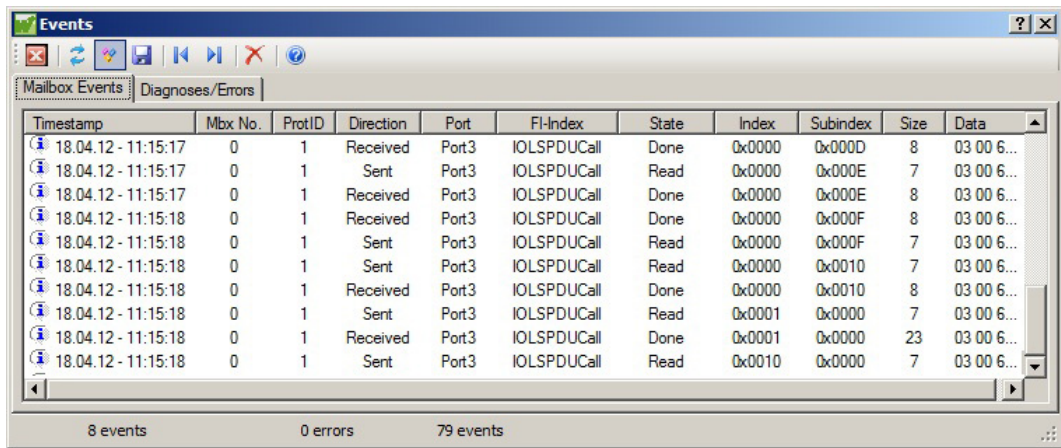 Events
Mailbox Events Diagnoses/Errors
Timestamp Mbx No. ProtID Direction Port FI-Index State Index Subindex Size Data
18.04.12 - 11:15:17 0 1 Received Port3 IOLSPDUCall Done 0x0000 0x000D 8 03 00 6...
18.04.12 - 11:15:17 0 1 Sent Port3 IOLSPDUCall Read 0x0000 0x000E 7 03 00 6...
18.04.12 - 11:15:17 0 1 Received Port3 IOLSPDUCall Done 0x0000 0x000E 8 03 00 6...
18.04.12 - 11:15:18 0 1 Received Port3 IOLSPDUCall Done 0x0000 0x000F 8 03 00 6...
18.04.12 - 11:15:18 0 1 Sent Port3 IOLSPDUCall Read 0x0000 0x000F 7 03 00 6...
18.04.12 - 11:15:18 0 1 Sent Port3 IOLSPDUCall Read 0x0000 0x0010 7 03 00 6...
18.04.12 - 11:15:18 0 1 Received Port3 IOLSPDUCall Done 0x0000 0x0010 8 03 00 6...
18.04.12 - 11:15:18 0 1 Sent Port3 IOLSPDUCall Read 0x0001 0x0000 7 03 00 6...
18.04.12 - 11:15:18 0 1 Received Port3 IOLSPDUCall Done 0x0001 0x0000 23 03 00 6...
18.04.12 - 11:15:18 0 1 Sent Port3 IOLSPDUCall Read 0x0010 0x0000 7 03 00 6...
8 events 0 errors 79 events